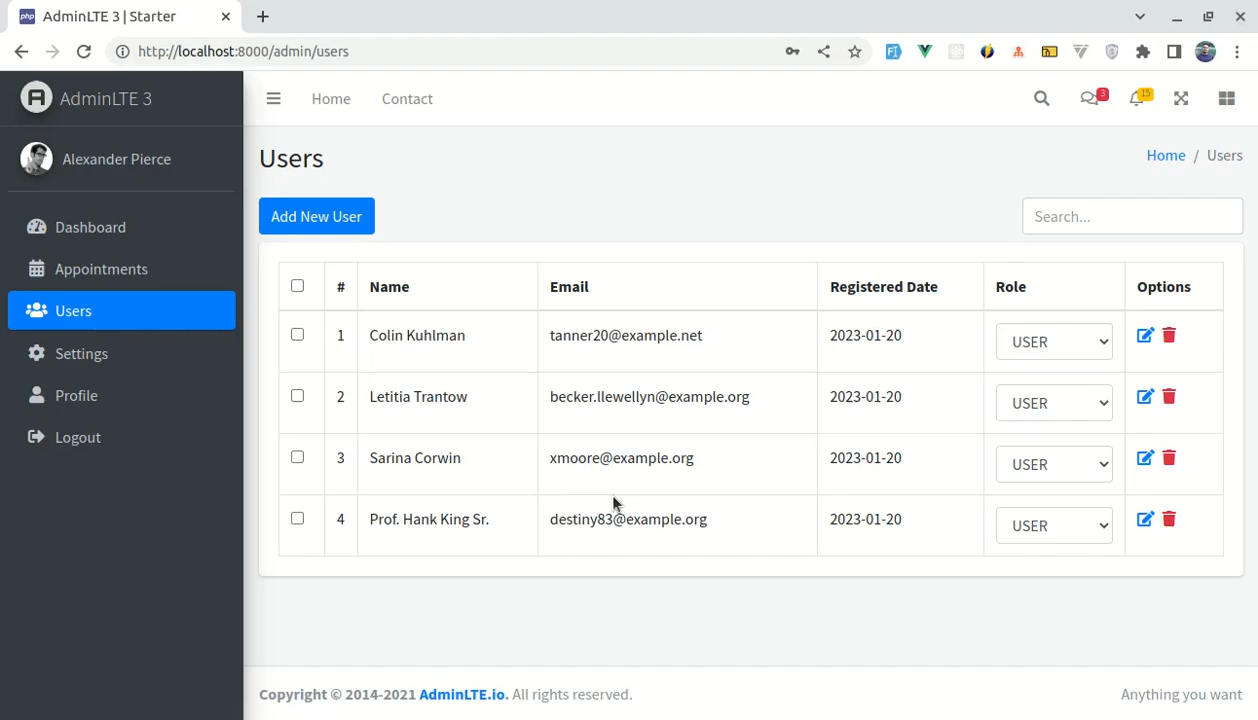 AdminLTE 3 | Starter
http://localhost:8000/admin/users
AdminLTE 3
Home
Contact
3
15
Alexander Pierce
Users
Home / Users
Dashboard
Appointments
Users
Settings
Profile
Logout
Add New User
Search...
# Name Email Registered Date Role Options
1 Colin Kuhlman tanner20@example.net 2023-01-20 USER
2 Letitia Trantow becker.llewellyn@example.org 2023-01-20 USER
3 Sarina Corwin xmoore@example.org 2023-01-20 USER
4 Prof. Hank King Sr. destiny83@example.org 2023-01-20 USER
Copyright © 2014-2021 AdminLTE.io. All rights reserved.
Anything you want